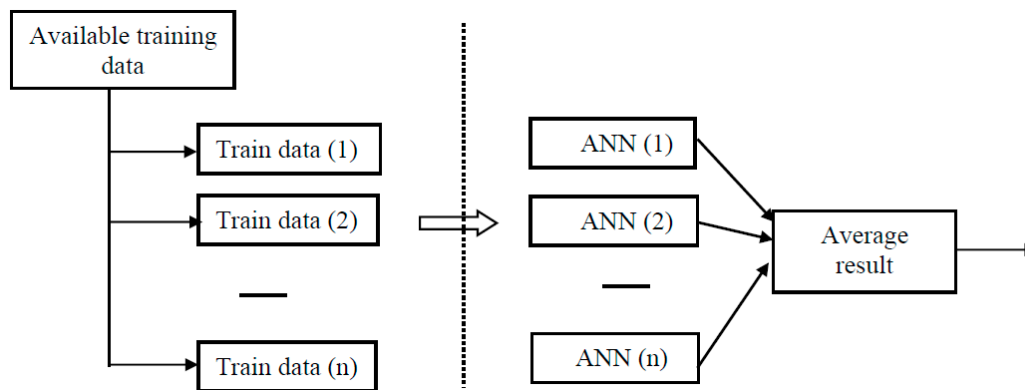 Available training
data
Train data (1)
Train data (2)
Train data (n)
ANN (1)
ANN (2)
ANN (n)
Average
result